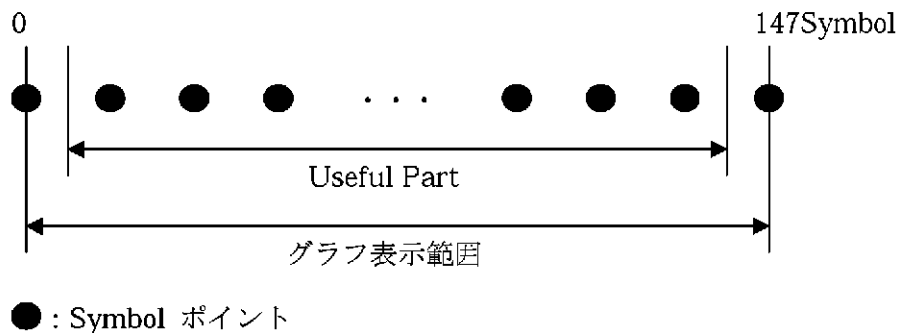 0
147Symbol
. . .
Useful Part
グラフ表示範囲
: Symbol ポイント